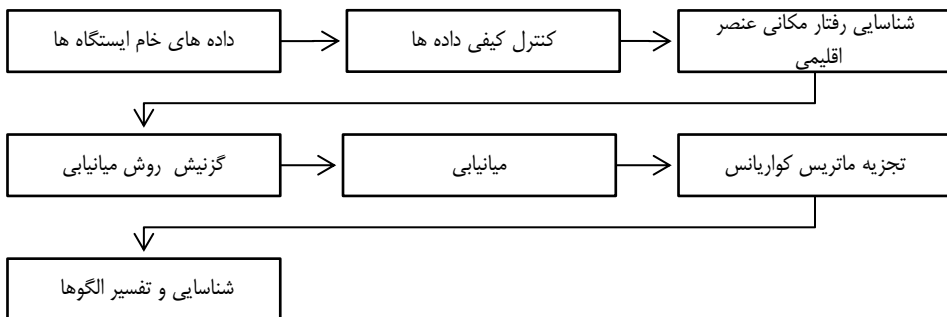 داده های خام ایستگاه ها
کنترل کیفی داده ها
شناسایی رفتار مکانی عنصر
اقلیمی
گزنیش روش میانیابی
میانیابی
تجزیه ماتریس کواریانس
شناسایی و تفسیر الگوها